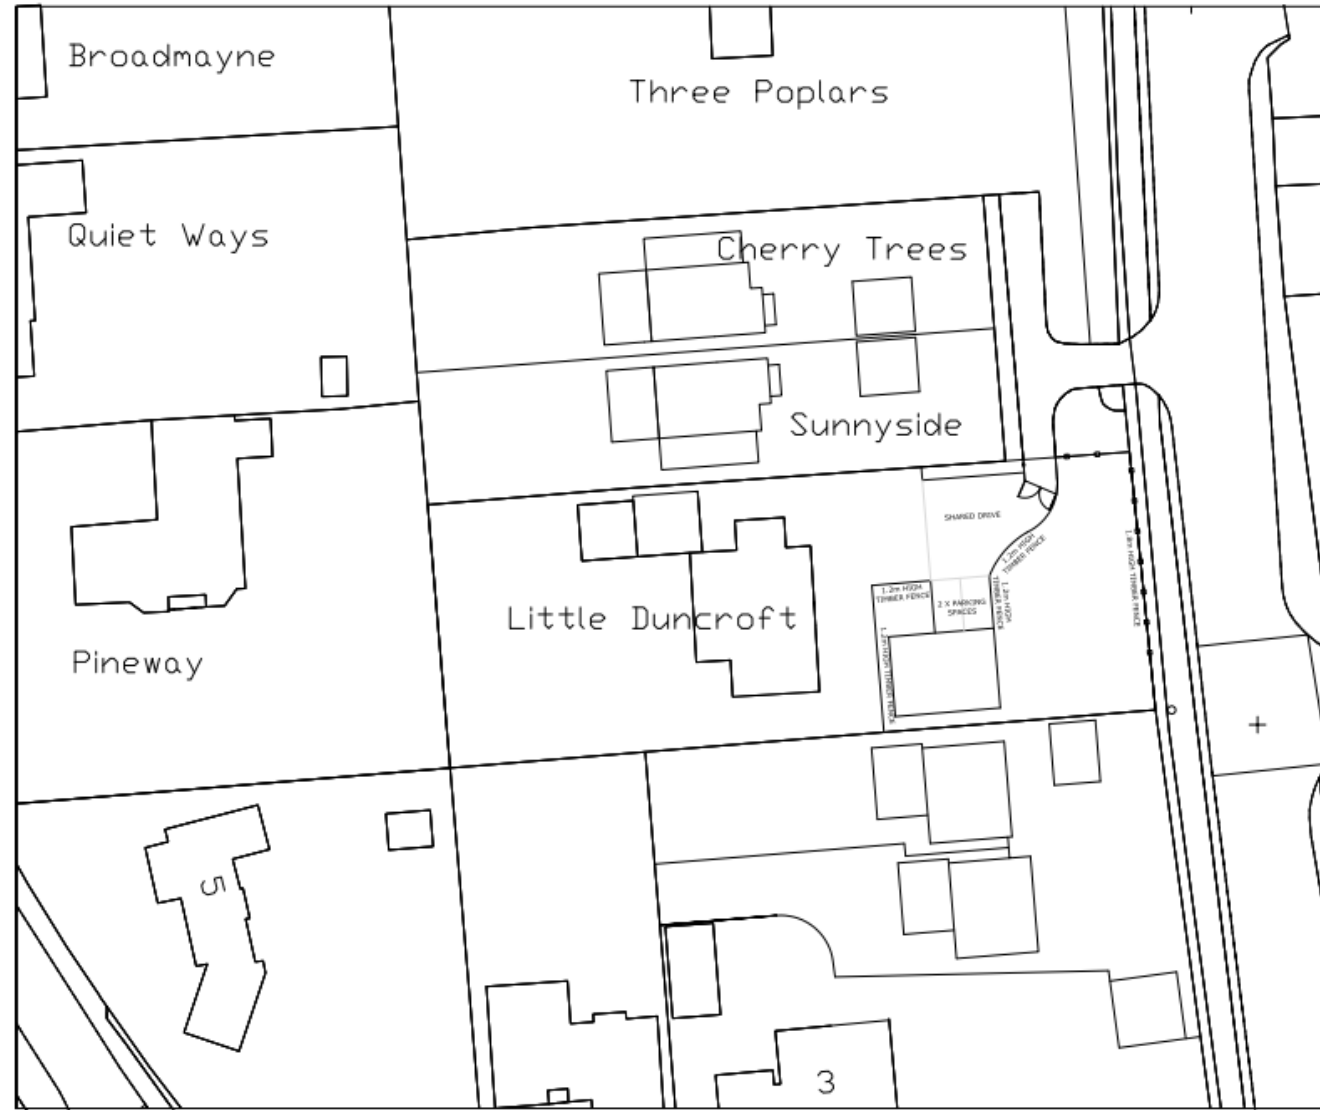 Broadmayne
Three Poplars
Quiet Ways
Cherry Trees
Sunnyside
SHARED DRIVE
1.2m HIGH
TIMBER FENCE
1.8m HIGH TIMBER FENCE
1.2m HIGH
TIMBER FENCE
2 X PARKING
SPACES
1.2m HIGH
TIMBER FENCE
Little Duncroft
1.2m HIGH TIMBER FENCE
Pineway
5
3